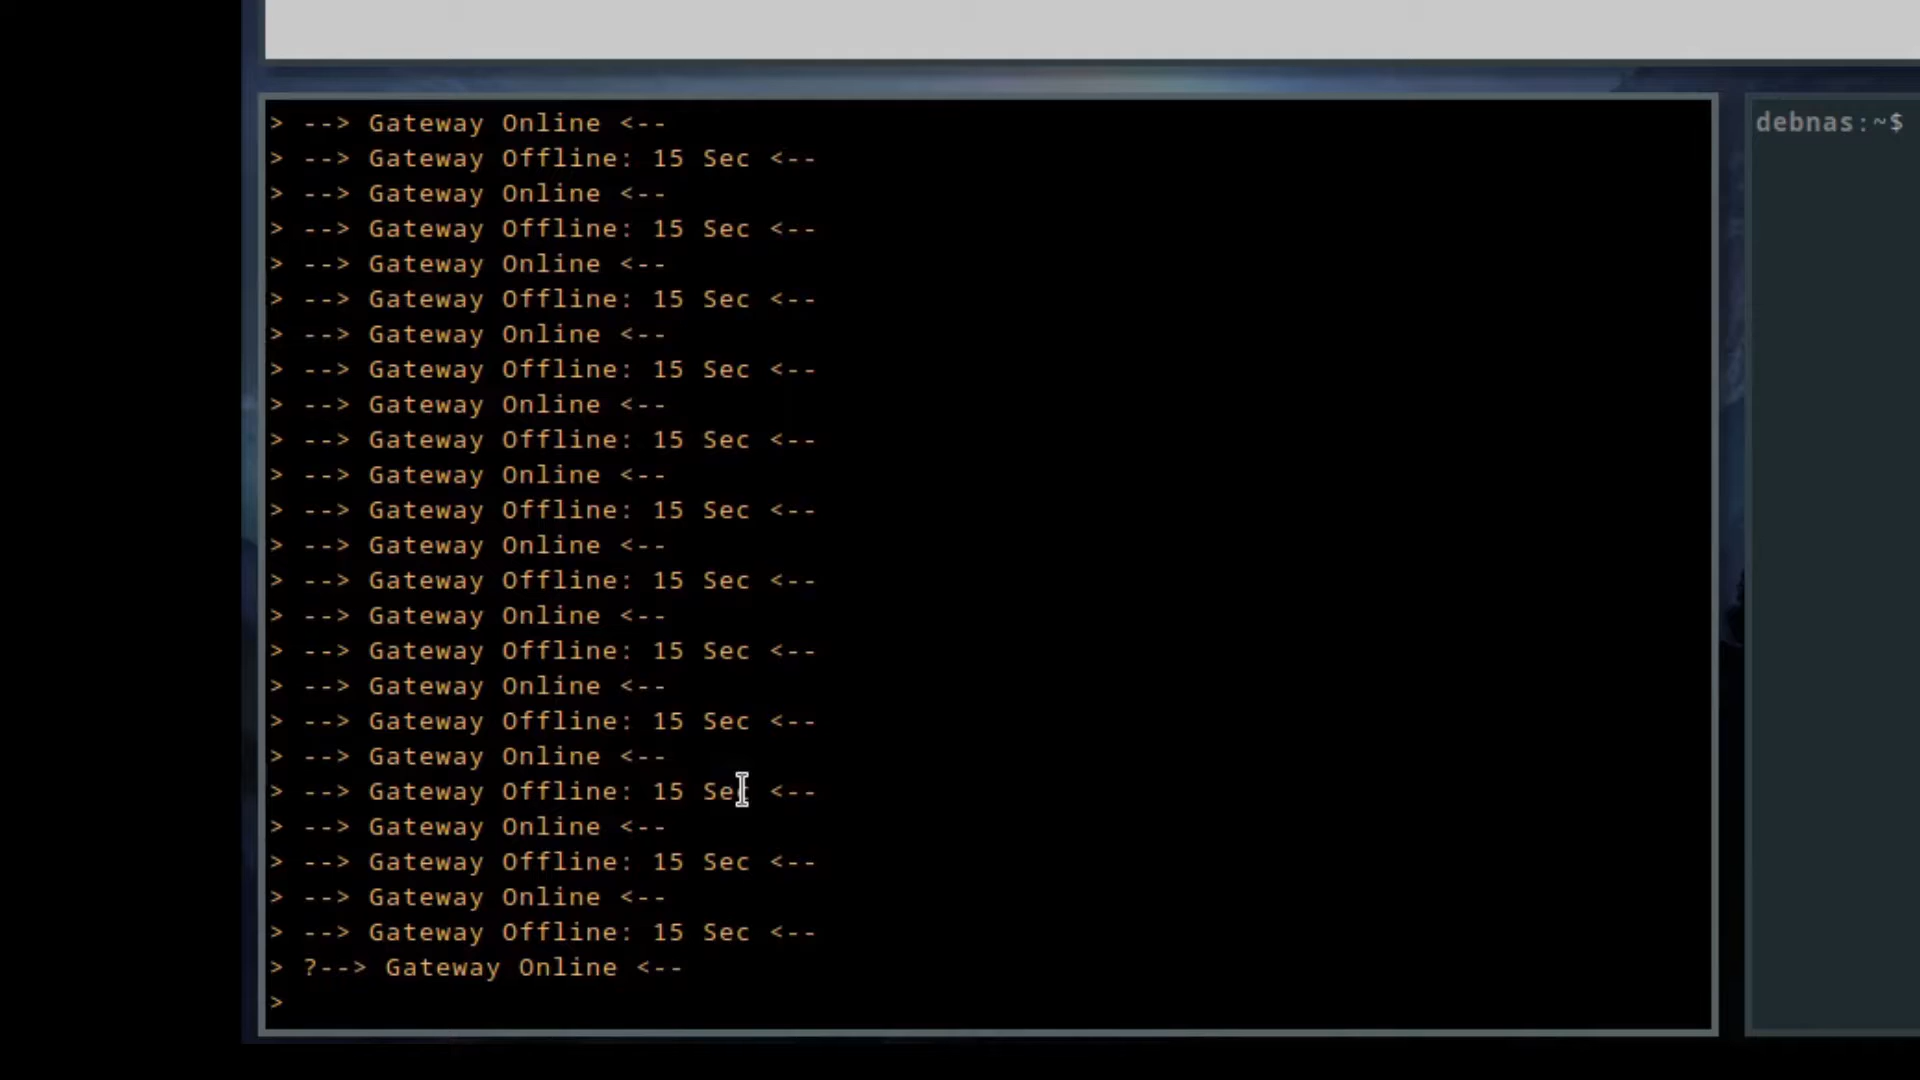 > --> Gateway Online <--
> --> Gateway Offline: 15 Sec <--
> --> Gateway Online <--
> --> Gateway Offline: 15 Sec <--
> --> Gateway Online <--
> --> Gateway Offline: 15 Sec <--
> --> Gateway Online <--
> --> Gateway Offline: 15 Sec <--
> --> Gateway Online <--
> --> Gateway Offline: 15 Sec <--
> --> Gateway Online <--
> --> Gateway Offline: 15 Sec <--
> --> Gateway Online <--
> --> Gateway Offline: 15 Sec <--
> --> Gateway Online <--
> --> Gateway Offline: 15 Sec <--
> --> Gateway Online <--
> --> Gateway Offline: 15 Sec <--
> --> Gateway Online <--
> --> Gateway Offline: 15 Sec <--
> --> Gateway Online <--
> --> Gateway Offline: 15 Sec <--
> --> Gateway Online <--
> --> Gateway Offline: 15 Sec <--
> ?--> Gateway Online <--
>
debnas:~$